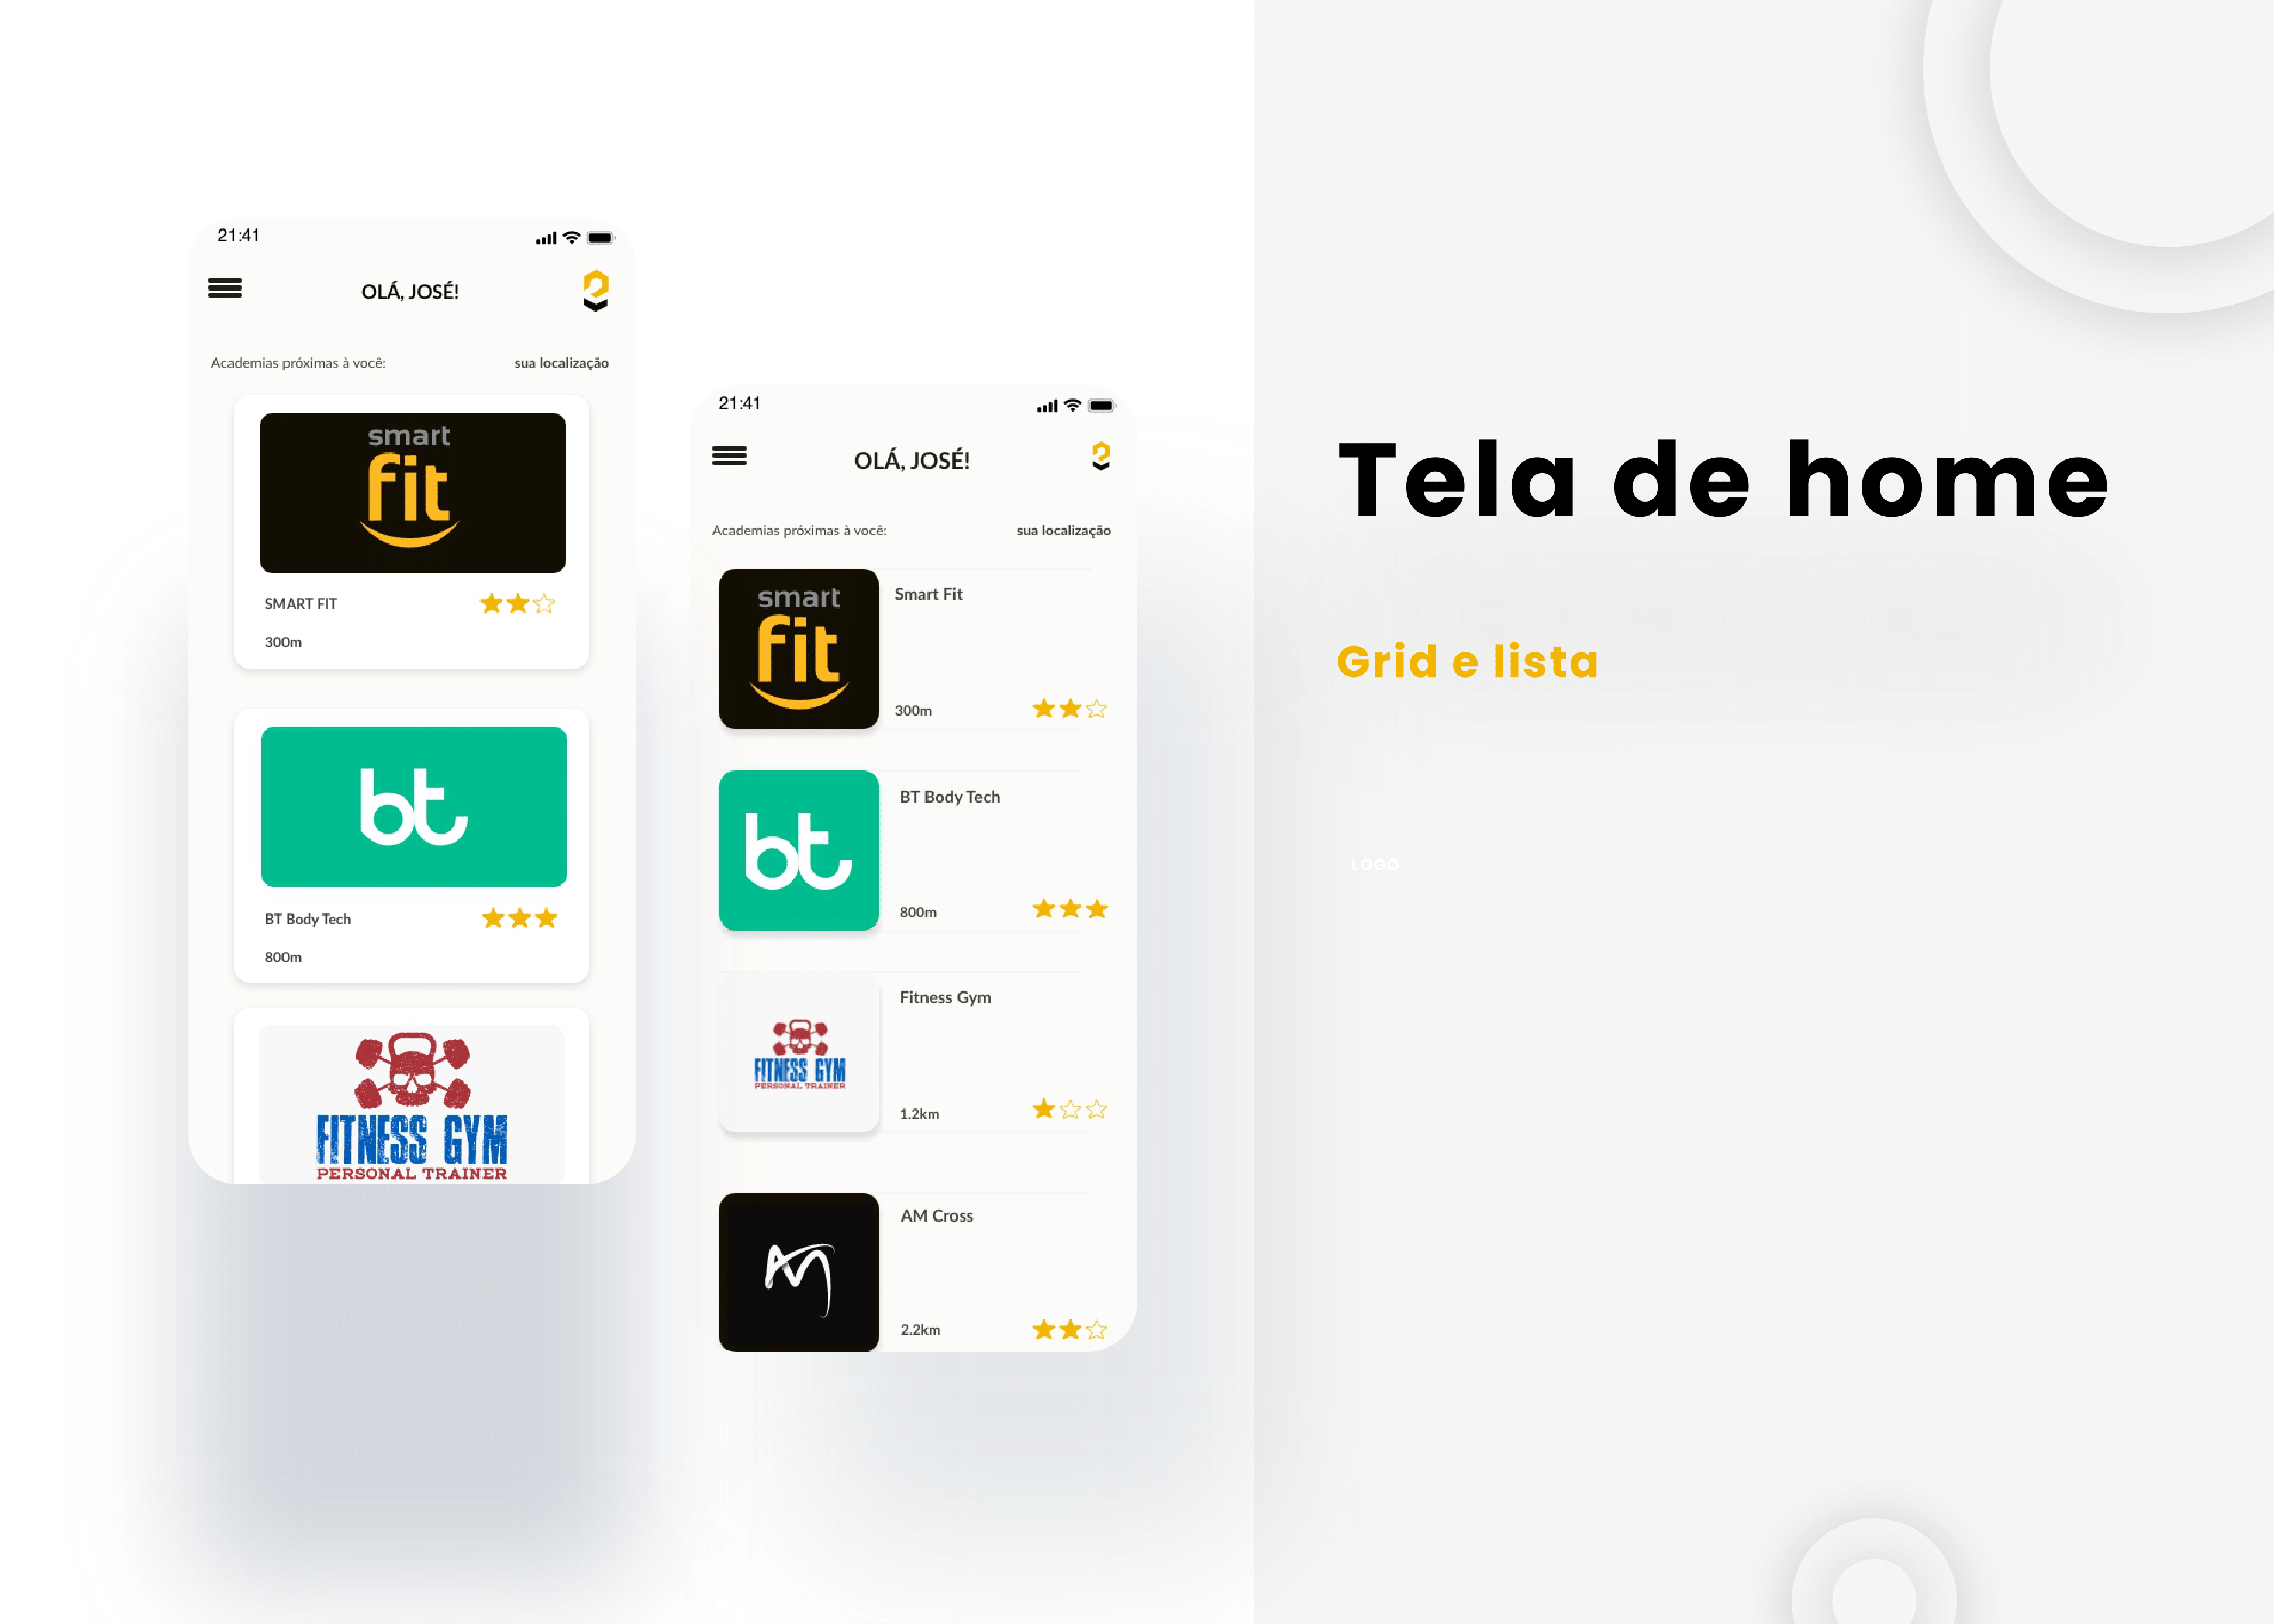 21:41
OLÁ, JOSÉ!
Academias próximas à você:
sua localização
smart
fit
SMART FIT
300m
bt
BT Body Tech
800m
FITNESS GYM
PERSONAL TRAINER
21:41
OLÁ, JOSÉ!
Academias próximas à você:
sua localização
smart
fit
Smart Fit
300m
bt
BT Body Tech
800m
FITNESS GYM
PERSONAL TRAINER
Fitness Gym
1.2km
AM
AM Cross
2.2km
Tela de home
Grid e lista
LOGO